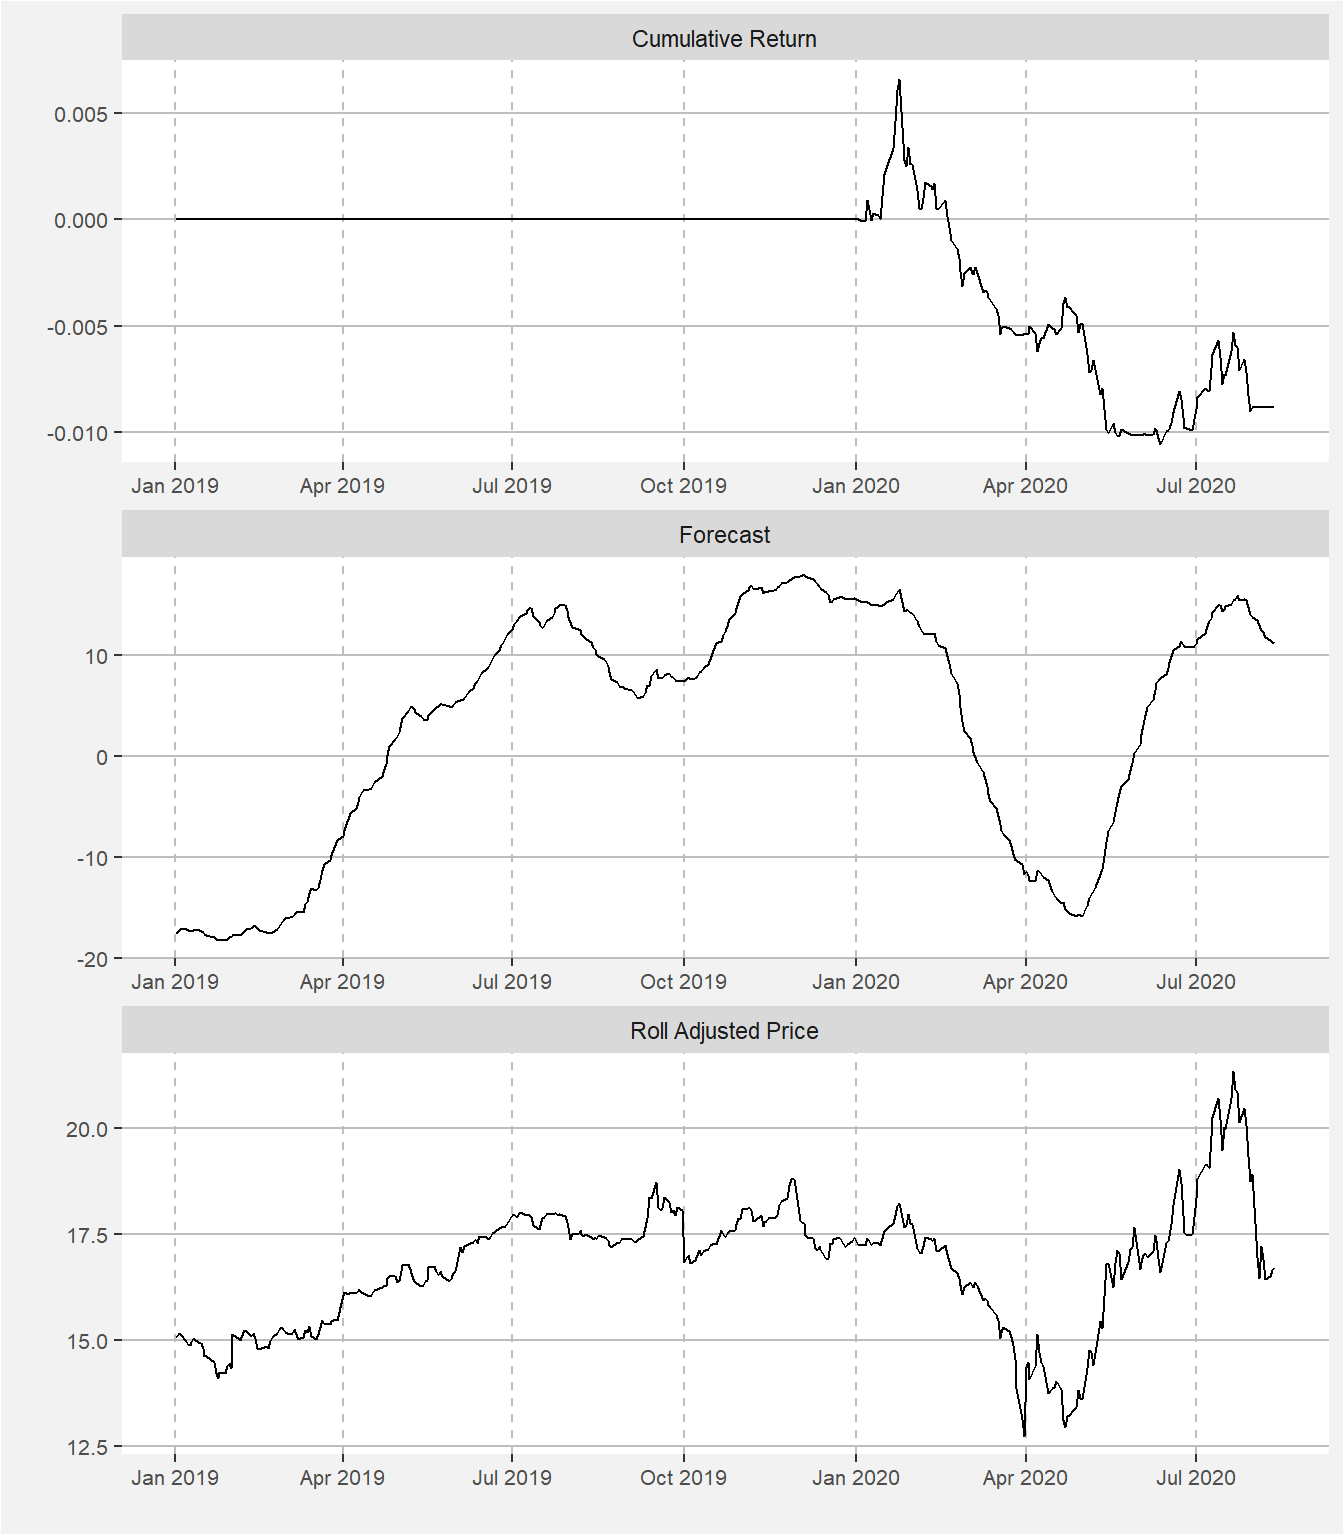 Cumulative Return
0.005
0.000
-0.005
-0.010
Jan 2019 Apr 2019 Jul 2019 Oct 2019 Jan 2020 Apr 2020 Jul 2020
Forecast
10
0
-10
-20
Jan 2019 Apr 2019 Jul 2019 Oct 2019 Jan 2020 Apr 2020 Jul 2020
Roll Adjusted Price
20.0
17.5
15.0
12.5
Jan 2019 Apr 2019 Jul 2019 Oct 2019 Jan 2020 Apr 2020 Jul 2020